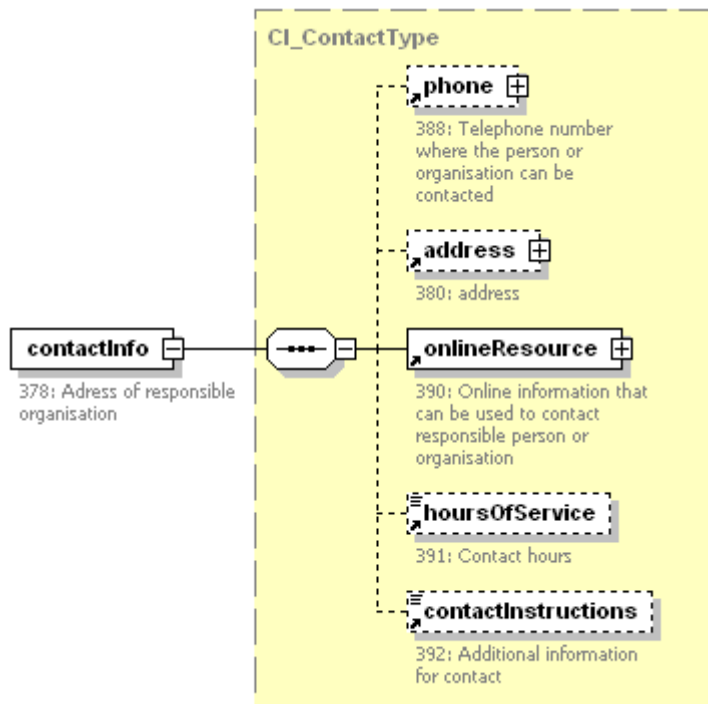 CI_ContactType
phone
388: Telephone number
where the person or
organisation can be
contacted
address
380: address
contactInfo
378: Adress of responsible
organisation
onlineResource
390: Online information that
can be used to contact
responsible person or
organisation
hoursOfService
391: Contact hours
contactInstructions
392: Additional information
for contact